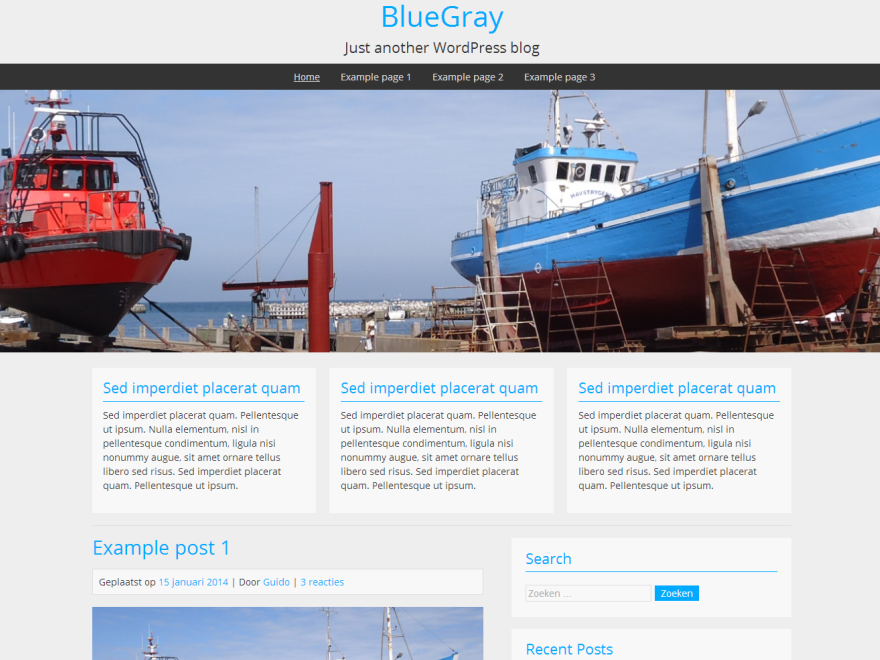 BlueGray
Just another WordPress blog
Home Example page 1 Example page 2 Example page 3
HAVSTRYGEN
Sed imperdiet placerat quam
Sed imperdiet placerat quam. Pellentesque
ut ipsum. Nulla elementum, nisl in
pellentesque condimentum, ligula nisi
nonummy augue, sit amet ornare tellus
libero sed risus. Sed imperdiet placerat
quam. Pellentesque ut ipsum.
Sed imperdiet placerat quam
Sed imperdiet placerat quam. Pellentesque
ut ipsum. Nulla elementum, nisl in
pellentesque condimentum, ligula nisi
nonummy augue, sit amet ornare tellus
libero sed risus. Sed imperdiet placerat
quam. Pellentesque ut ipsum.
Sed imperdiet placerat quam
Sed imperdiet placerat quam. Pellentesque
ut ipsum. Nulla elementum, nisl in
pellentesque condimentum, ligula nisi
nonummy augue, sit amet ornare tellus
libero sed risus. Sed imperdiet placerat
quam. Pellentesque ut ipsum.
Example post 1
Geplaatst op 15 januari 2014 | Door Guido | 3 reacties
Search
Zoeken ... Zoeken
Recent Posts